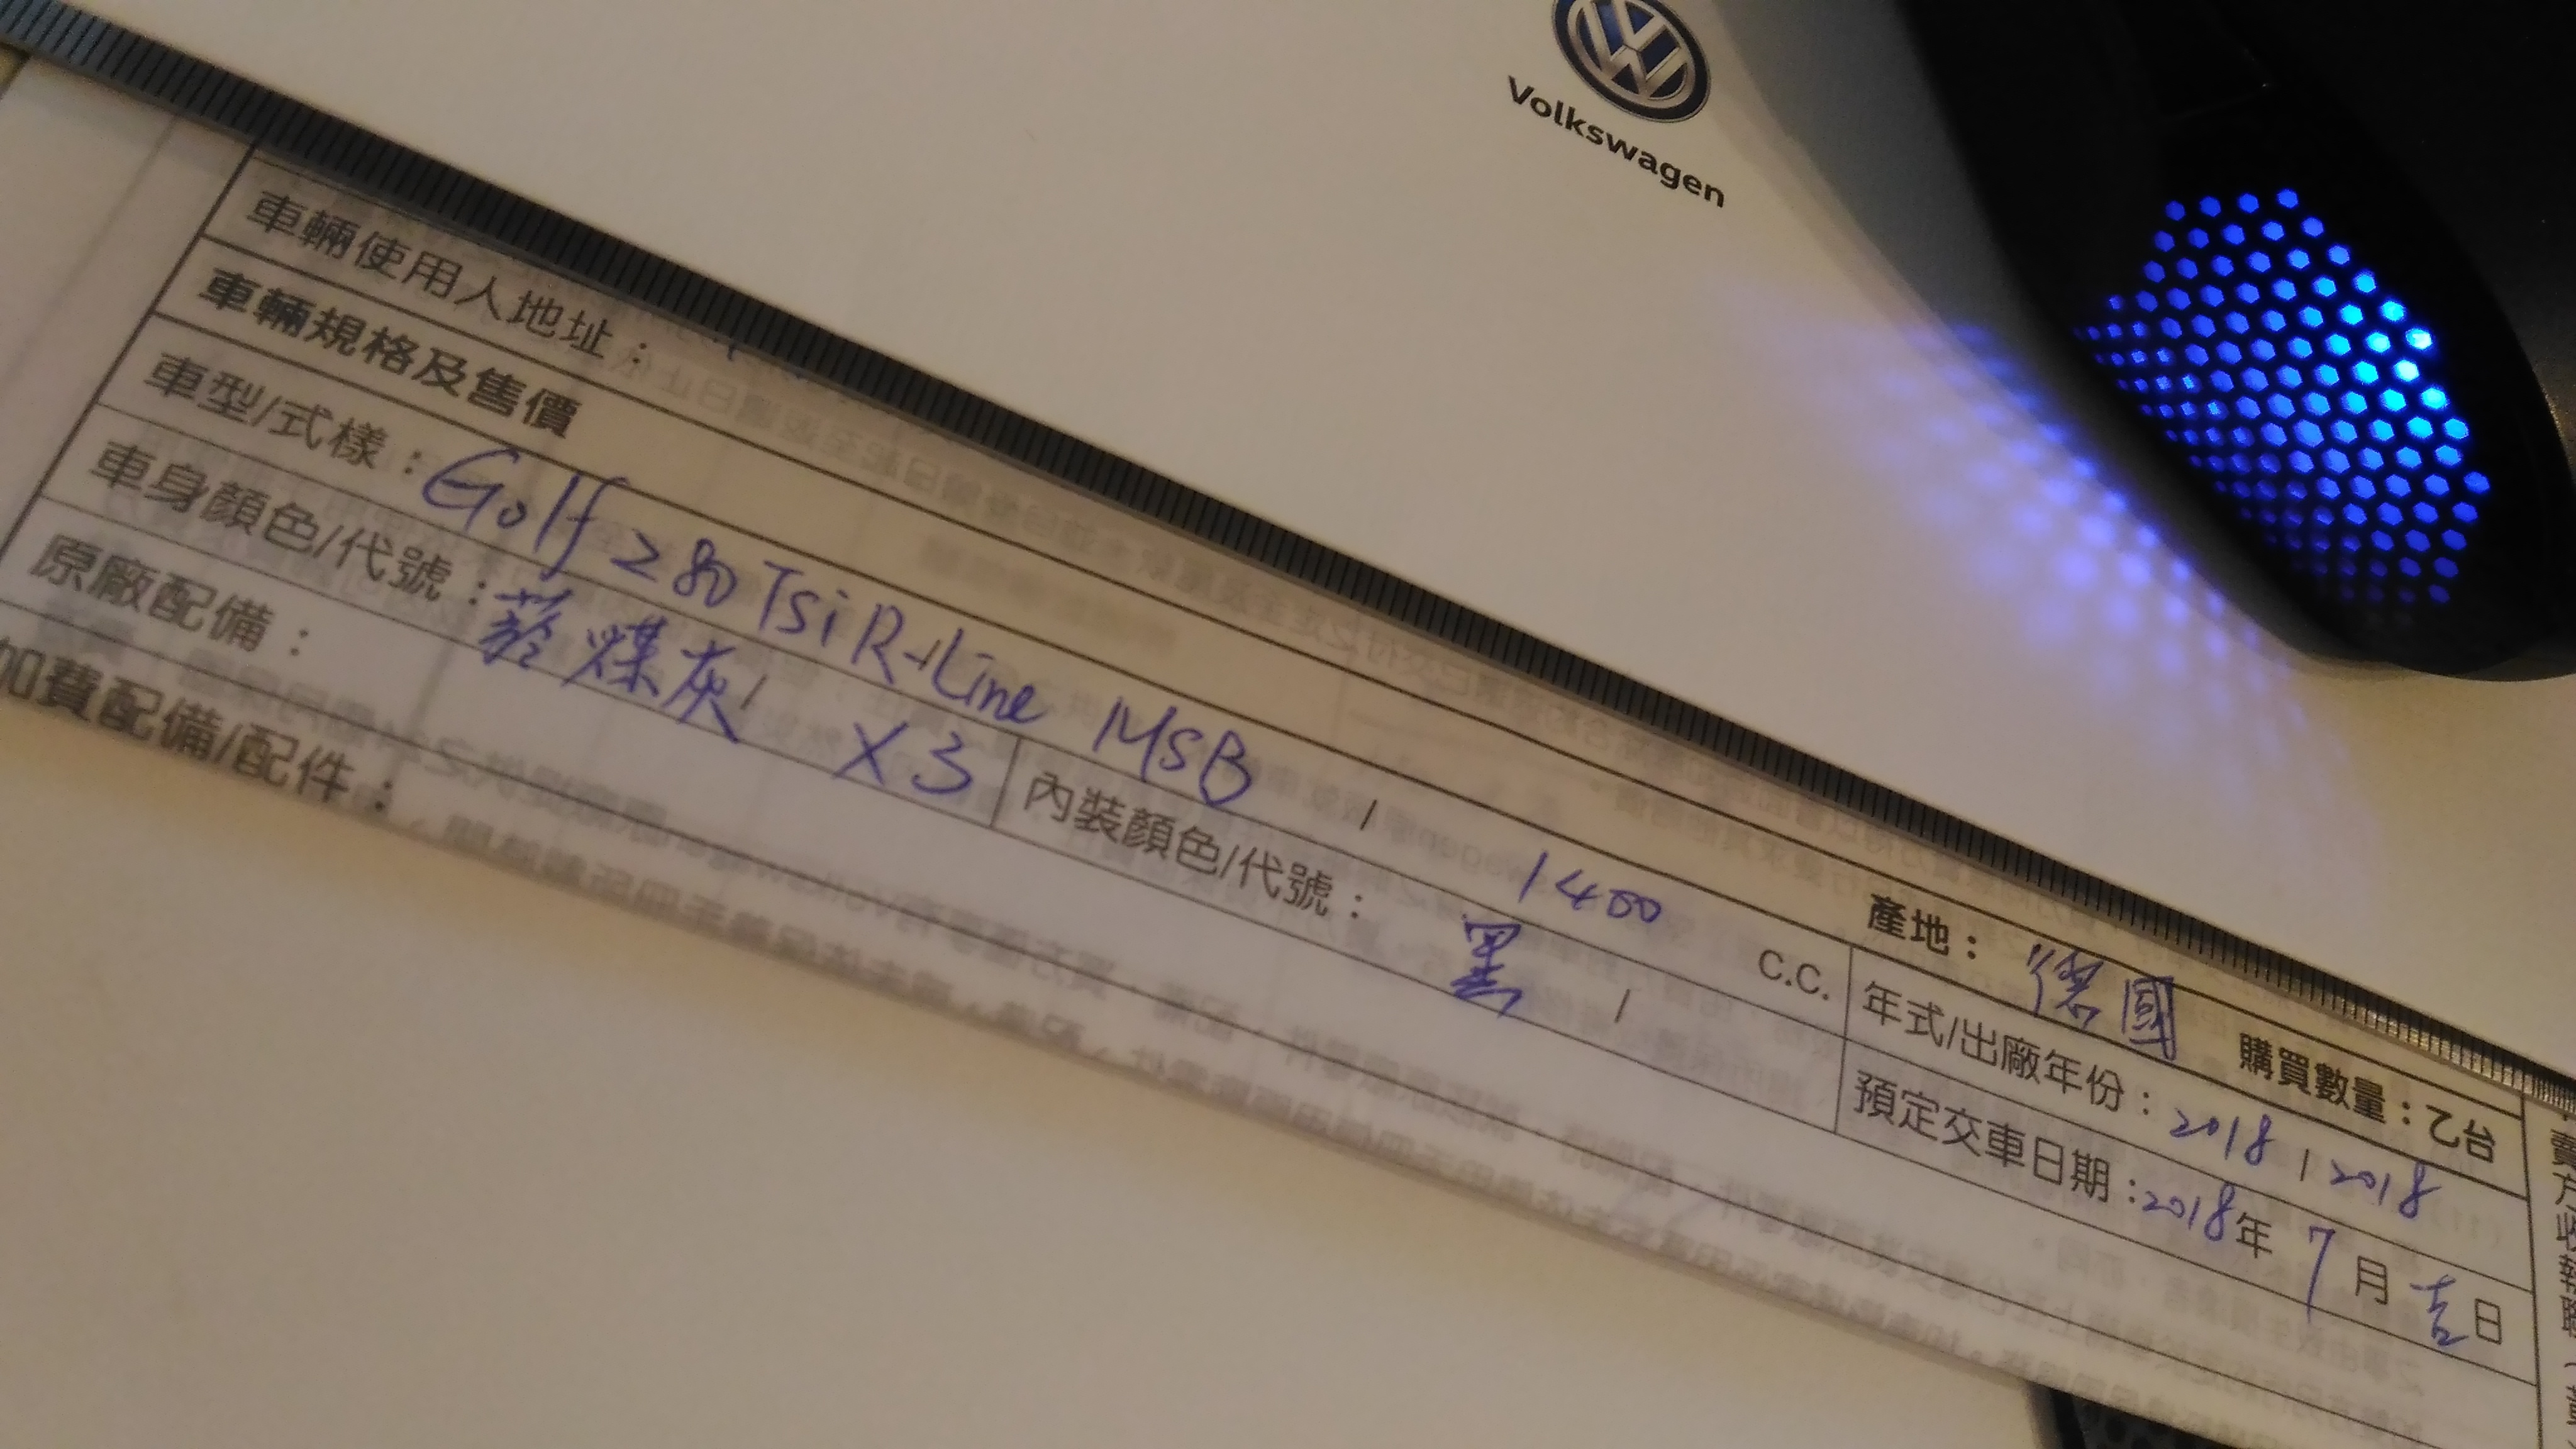 Volkswagen
車輛使用人地址：
車輛規格及售價
產地：德國 購買數量：乙台
車型/式樣：Golf 280 Tsi R-Line MSB / 1400 C.C. 年式/出廠年份：2018 / 2018
車身顏色/代號：煤灰/ X3 內裝顏色/代號：黑 / 預定交車日期：2018年 7月吉日
原廠配備：
加費配備/配件：